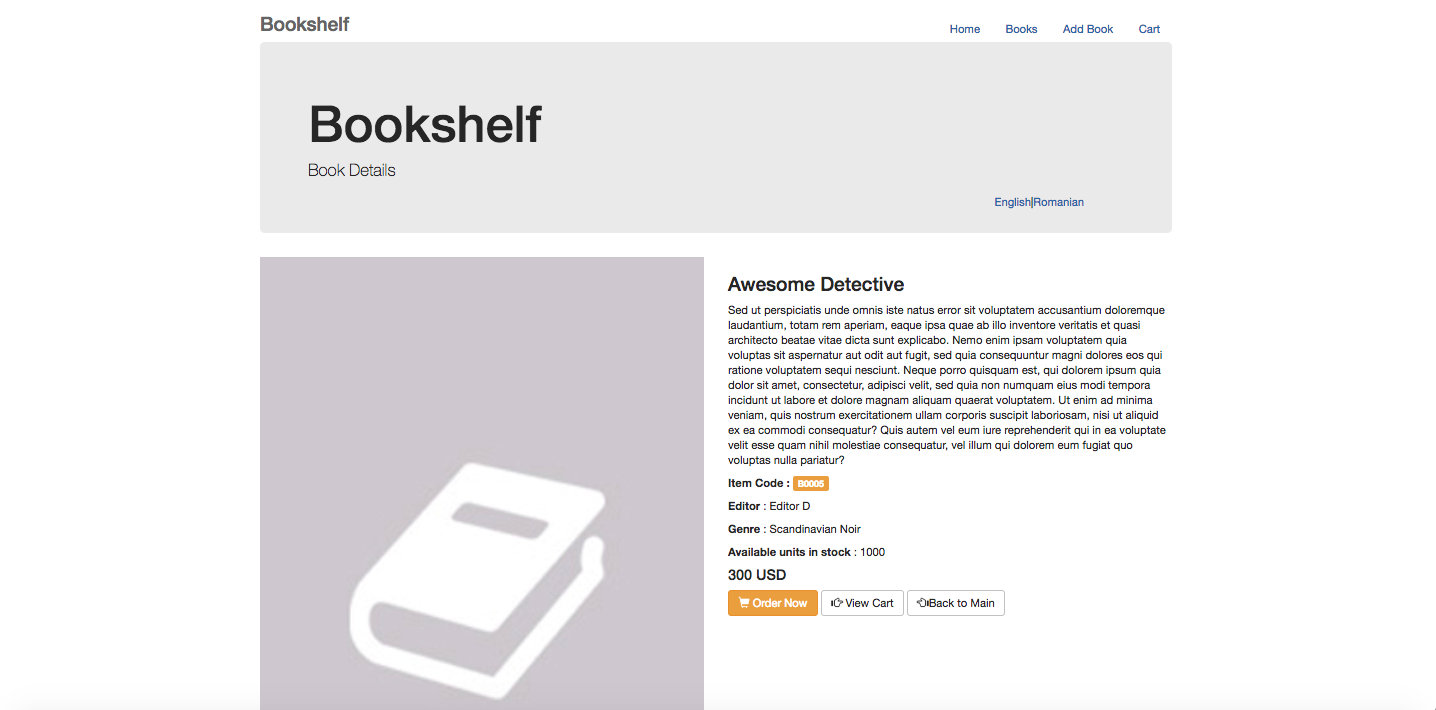 Bookshelf
Home Books Add Book Cart
Bookshelf
Book Details
English|Romanian
Awesome Detective
Sed ut perspiciatis unde omnis iste natus error sit voluptatem accusantium doloremque
laudantium, totam rem aperiam, eaque ipsa quae ab illo inventore veritatis et quasi
architecto beatae vitae dicta sunt explicabo. Nemo enim ipsam voluptatem quia
voluptas sit aspernatur aut odit aut fugit, sed quia consequuntur magni dolores eos qui
ratione voluptatem sequi nesciunt. Neque porro quisquam est, qui dolorem ipsum quia
dolor sit amet, consectetur, adipisci velit, sed quia non numquam eius modi tempora
incidunt ut labore et dolore magnam aliquam quaerat voluptatem. Ut enim ad minima
veniam, quis nostrum exercitationem ullam corporis suscipit laboriosam, nisi ut aliquid
ex ea commodi consequatur? Quis autem vel eum iure reprehenderit qui in ea voluptate
velit esse quam nihil molestiae consequatur, vel illum qui dolorem eum fugiat quo
voluptas nulla pariatur?
Item Code : B0005
Editor : Editor D
Genre : Scandinavian Noir
Available units in stock : 1000
300 USD
Order Now View Cart Back to Main